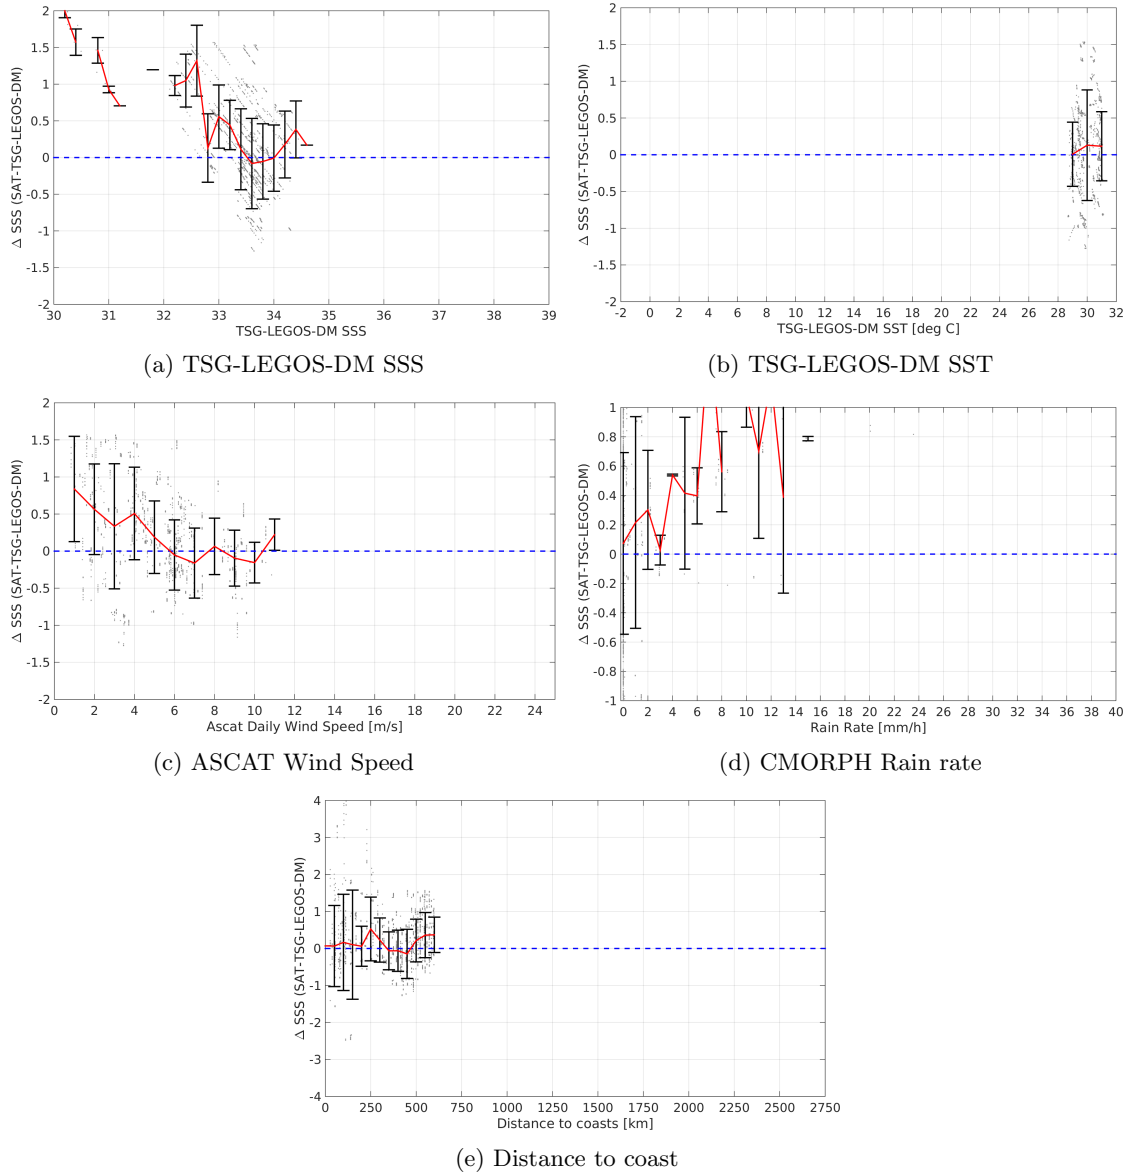 2
1.5
1
0.5
0
-0.5
-1
-1.5
-2
Δ SSS (SAT-TSG-LEGOS-DM)
30 31 32 33 34 35 36 37 38 39
TSG-LEGOS-DM SSS
(a) TSG-LEGOS-DM SSS
2
1.5
1
0.5
0
-0.5
-1
-1.5
-2
Δ SSS (SAT-TSG-LEGOS-DM)
-2 0 2 4 6 8 10 12 14 16 18 20 22 24 26 28 30 32
TSG-LEGOS-DM SST [deg C]
(b) TSG-LEGOS-DM SST
2
1.5
1
0.5
0
-0.5
-1
-1.5
-2
Δ SSS (SAT-TSG-LEGOS-DM)
0 2 4 6 8 10 12 14 16 18 20 22 24
Ascat Daily Wind Speed [m/s]
(c) ASCAT Wind Speed
1
0.8
0.6
0.4
0.2
0
-0.2
-0.4
-0.6
-0.8
-1
Δ SSS (SAT-TSG-LEGOS-DM)
0 2 4 6 8 10 12 14 16 18 20 22 24 26 28 30 32 34 36 38 40
Rain Rate [mm/h]
(d) CMORPH Rain rate
4
3
2
1
0
-1
-2
-3
-4
Δ SSS (SAT-TSG-LEGOS-DM)
0 250 500 750 1000 1250 1500 1750 2000 2250 2500 2750
Distance to coasts [km]
(e) Distance to coast